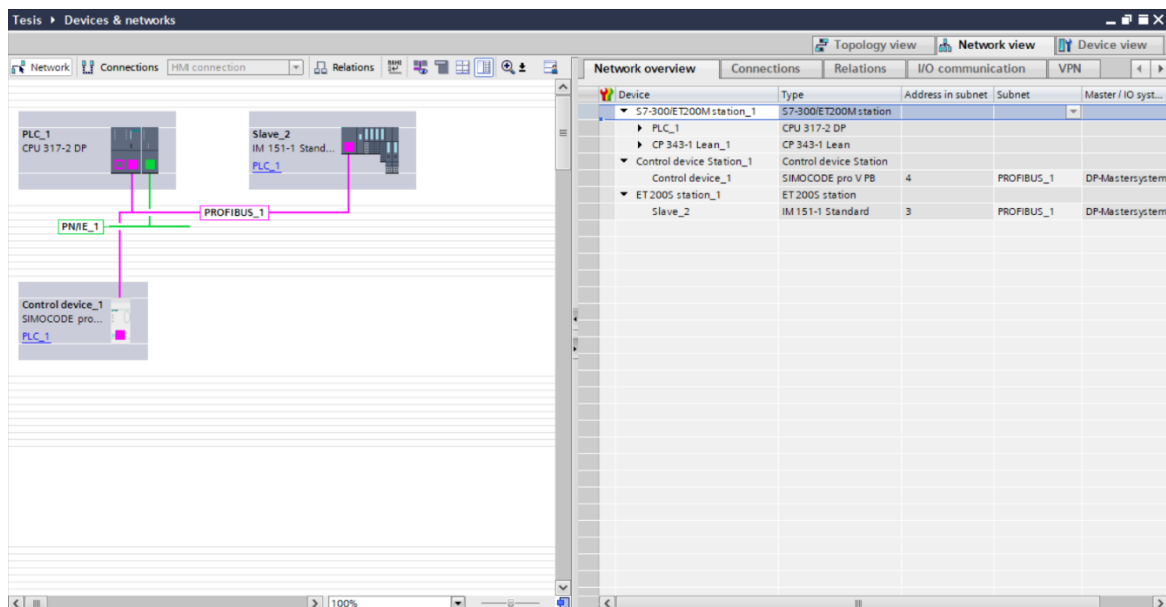 Tesis ▸ Devices & networks
Topology view Network view Device view
Network Connections HMI connection Relations
Network overview Connections Relations I/O communication VPN
Device Type Address in subnet Subnet Master / IO syst...
S7-300/ET200M station_1 S7-300/ET200M station
PLC_1 CPU 317-2 DP
CP 343-1 Lean_1 CP 343-1 Lean
Control device Station_1 Control device Station
Control device_1 SIMOCODE pro V PB 4 PROFIBUS_1 DP-Mastersystem
ET 200S station_1 ET 200S station
Slave_2 IM 151-1 Standard 3 PROFIBUS_1 DP-Mastersystem
PLC_1
CPU 317-2 DP
Slave_2
IM 151-1 Stand...
PLC_1
PROFIBUS_1
PN/IE_1
Control device_1
SIMOCODE pro...
PLC_1
100%